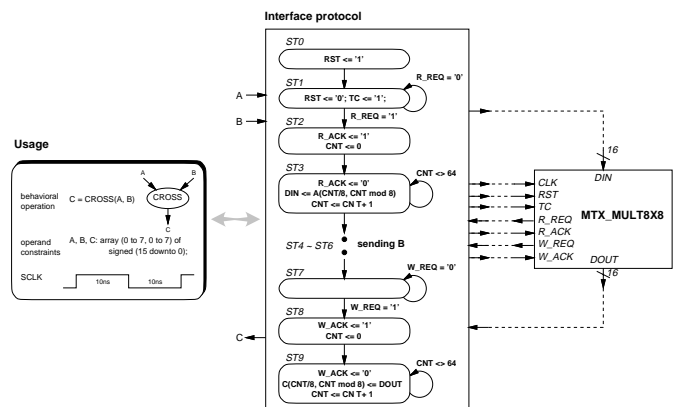 Interface protocol
ST0
RST <= '1'
ST1
R_REQ = '0'
RST <= '0'; TC <= '1';
A
B
R_REQ = '1'
ST2
R_ACK <= '1'
CNT <= 0
ST3
CNT <> 64
R_ACK <= '0'
DIN <= A(CNT/8, CNT mod 8)
CNT <= CN T+ 1
ST4 ~ ST6
sending B
ST7
W_REQ = '0'
W_REQ = '1'
ST8
W_ACK <= '1'
CNT <= 0
C
ST9
CNT <> 64
W_ACK <= '0'
C(CNT/8, CNT mod 8) <= DOUT
CNT <= CN T+ 1
Usage
A
B
behavioral
operation
C = CROSS(A, B)
CROSS
C
operand
constraints
A, B, C: array (0 to 7, 0 to 7) of
signed (15 downto 0);
SCLK
10ns
10ns
16
DIN
CLK
RST
TC
R_REQ
R_ACK
W_REQ
W_ACK
MTX_MULT8X8
DOUT
16